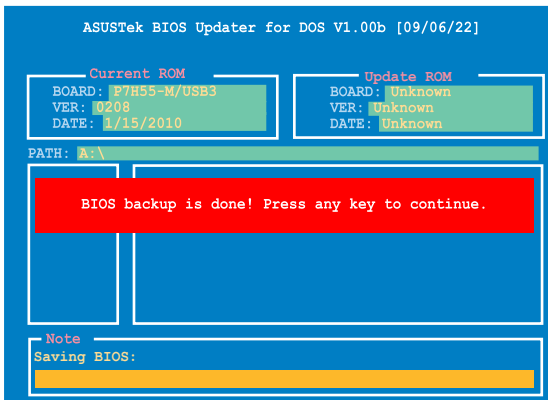 ASUSTek BIOS Updater for DOS V1.00b [09/06/22]
Current ROM
BOARD: P7H55-M/USB3
VER: 0208
DATE: 1/15/2010
Update ROM
BOARD: Unknown
VER: Unknown
DATE: Unknown
PATH: A:\
BIOS backup is done! Press any key to continue.
Note
Saving BIOS: